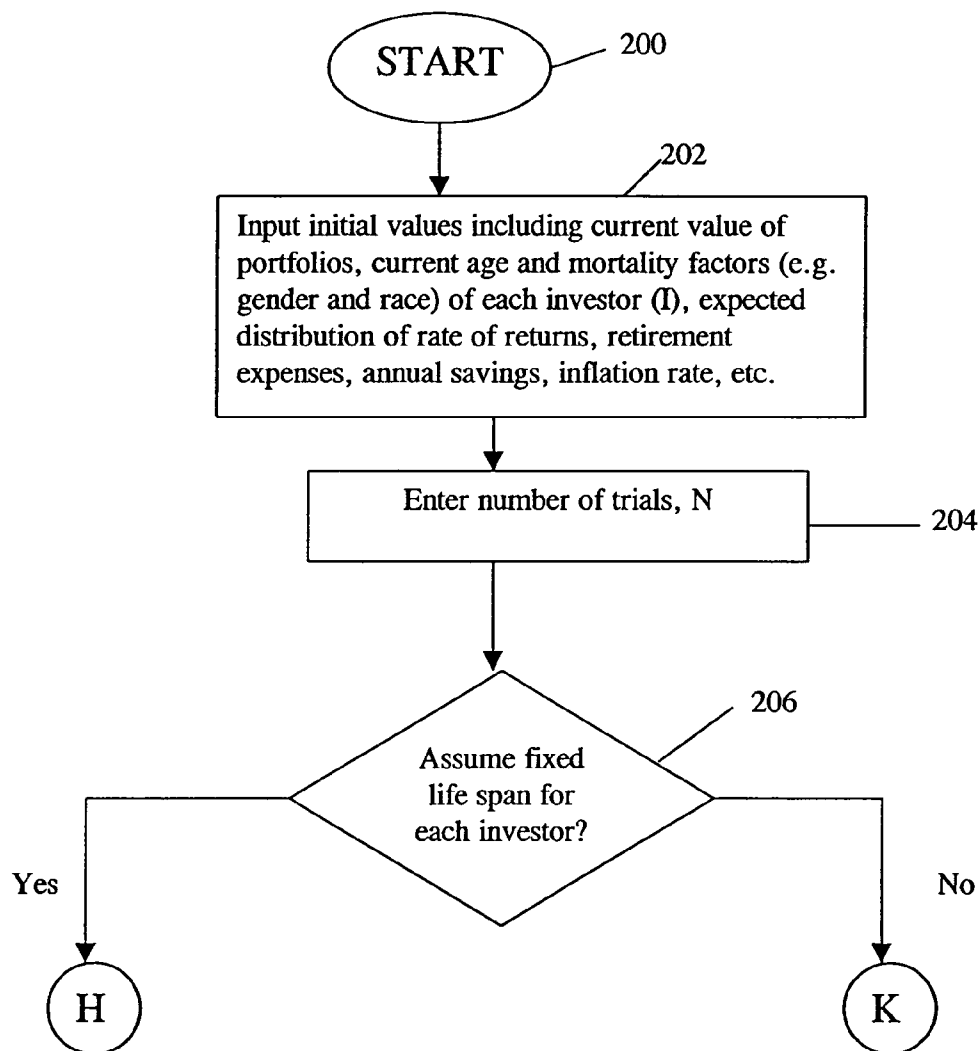 START
200
202
Input initial values including current value of
portfolios, current age and mortality factors (e.g.
gender and race) of each investor (I), expected
distribution of rate of returns, retirement
expenses, annual savings, inflation rate, etc.
Enter number of trials, N
204
206
Assume fixed
life span for
each investor?
Yes
No
H
K